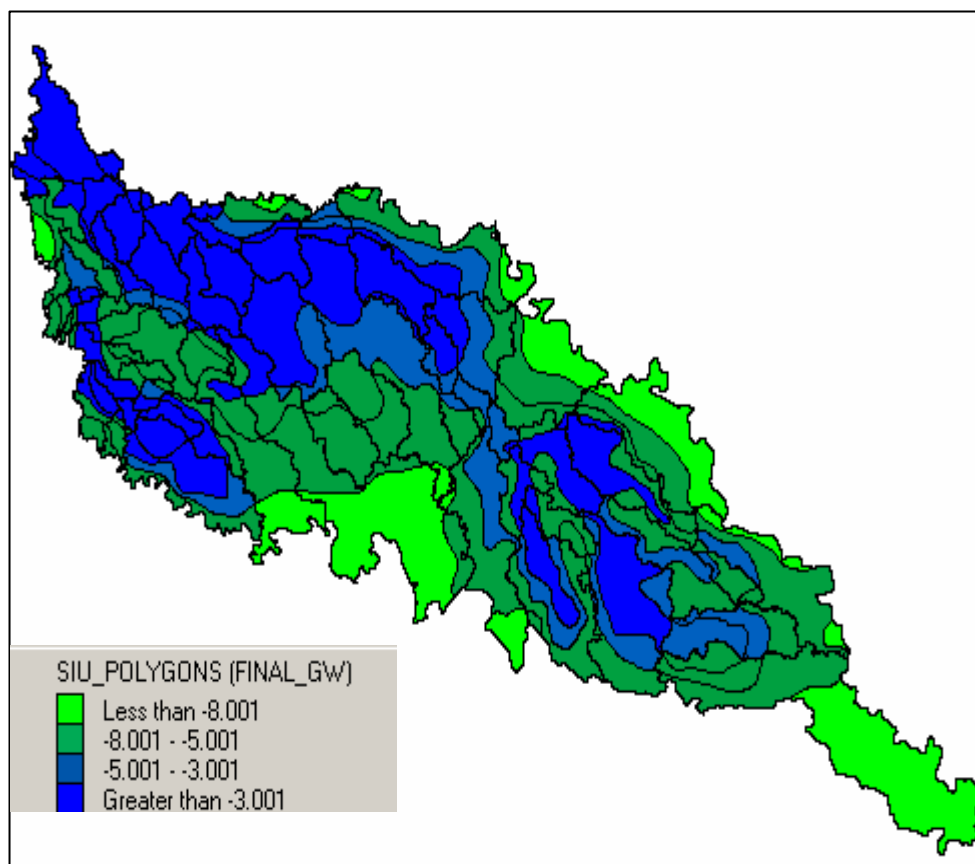 SIU_POLYGONS (FINAL_GW)
Less than -8.001
-8.001 - -5.001
-5.001 - -3.001
Greater than -3.001